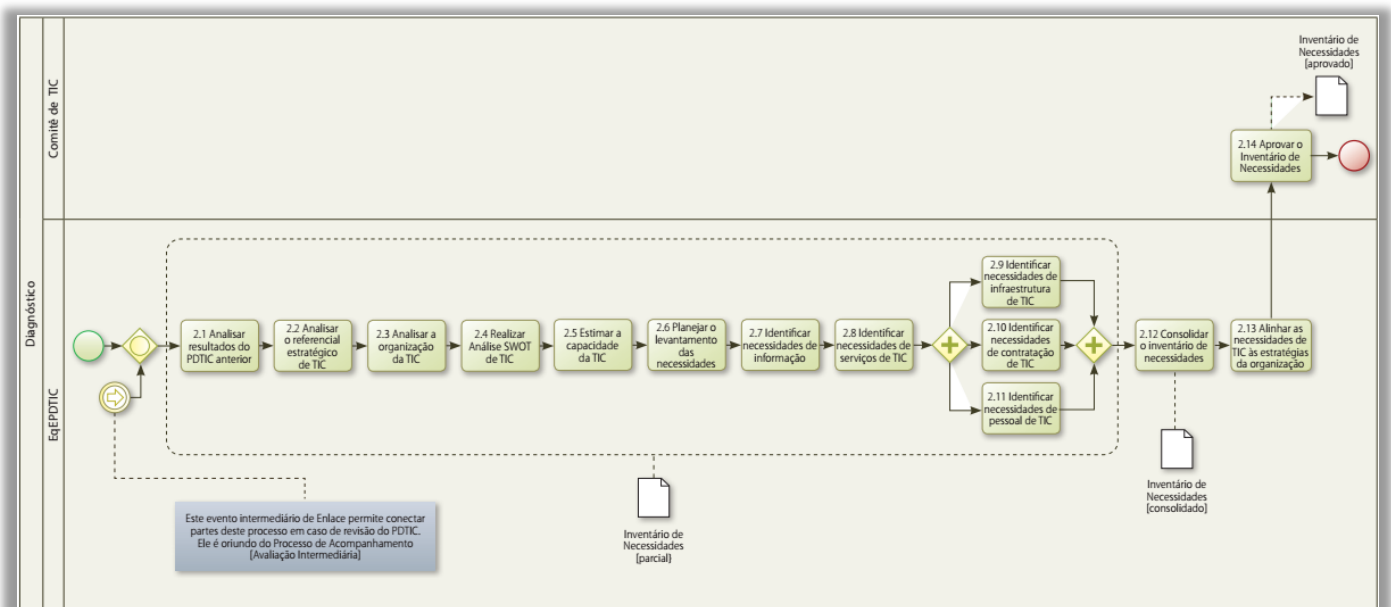 Diagnóstico
Comitê de TIC
Inventário de
Necessidades
[aprovado]
2.14 Aprovar o
Inventário de
Necessidades
EqEPDTIC
2.1 Analisar
resultados do
PDTIC anterior
2.2 Analisar
o referencial
estratégico
de TIC
2.3 Analisar a
organização
da TIC
2.4 Realizar
Análise SWOT
de TIC
2.5 Estimar a
capacidade
da TIC
2.6 Planejar o
levantamento
das
necessidades
2.7 Identificar
necessidades
de informação
2.8 Identificar
necessidades de
serviços de TIC
2.9 Identificar
necessidades de
infraestrutura
de TIC
2.10 Identificar
necessidades
de contratação
de TIC
2.11 Identificar
necessidades de
pessoal de TIC
2.12 Consolidar
o inventário de
necessidades
2.13 Alinhar as
necessidades de
TIC às estratégias
da organização
Este evento intermediário de Enlace permite conectar
partes deste processo em caso de revisão do PDTIC.
Ele é oriundo do Processo de Acompanhamento
[Avaliação Intermediária]
Inventário de
Necessidades
[parcial}
Inventário de
Necessidades
[consolidado]